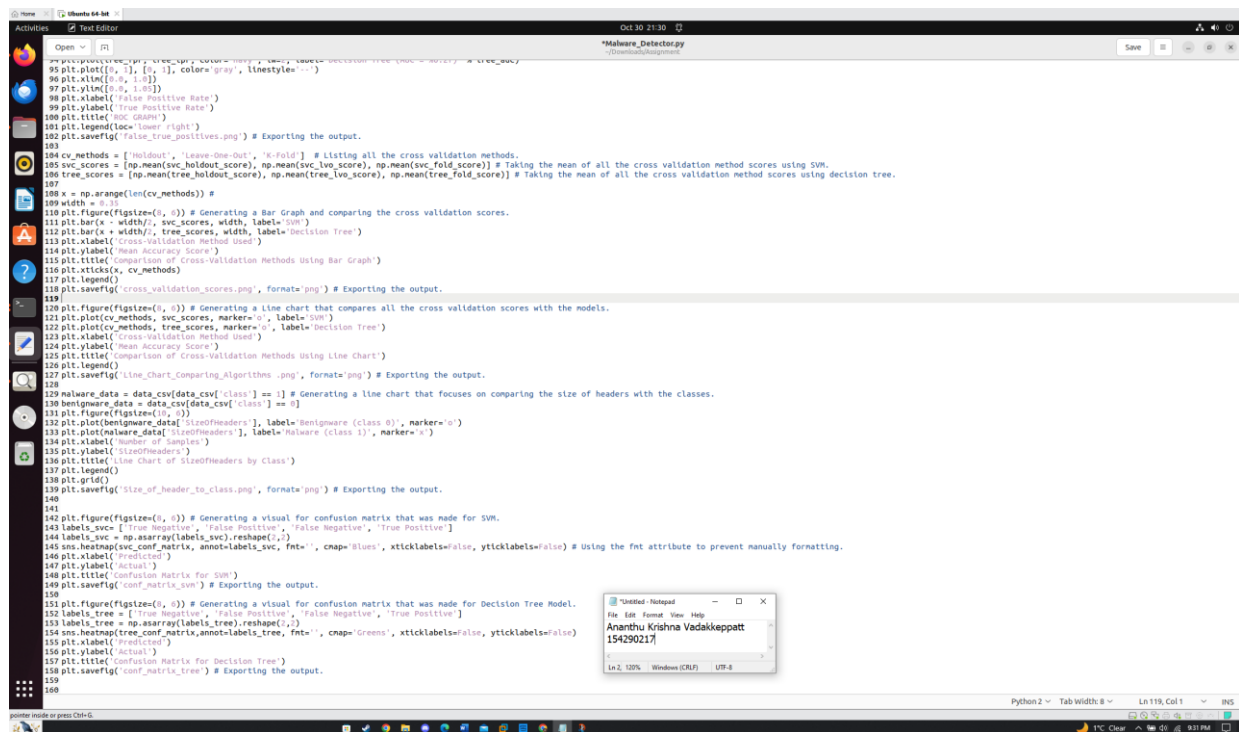 Home
Ubuntu 64-bit
Activities
Text Editor
Oct 30 21:30
Open
*Malware_Detector.py
~/Downloads/Assignment
Save
95 plt.plot([0, 1], [0, 1], color='gray', linestyle='--')
96 plt.xlim([0.0, 1.0])
97 plt.ylim([0.0, 1.05])
98 plt.xlabel('False Positive Rate')
99 plt.ylabel('True Positive Rate')
100 plt.title('ROC GRAPH')
101 plt.legend(loc='lower right')
102 plt.savefig('false_true_positives.png') # Exporting the output.
103
104 cv_methods = ['Holdout', 'Leave-One-Out', 'K-Fold']  # Listing all the cross validation methods.
105 svc_scores = [np.mean(svc_holdout_score), np.mean(svc_lvo_score), np.mean(svc_fold_score)] # Taking the mean of all the cross validation method scores using SVM.
106 tree_scores = [np.mean(tree_holdout_score), np.mean(tree_lvo_score), np.mean(tree_fold_score)] # Taking the mean of all the cross validation method scores using decision tree.
107
108 x = np.arange(len(cv_methods)) #
109 width = 0.35
110 plt.figure(figsize=(8, 6)) # Generating a Bar Graph and comparing the cross validation scores.
111 plt.bar(x - width/2, svc_scores, width, label='SVM')
112 plt.bar(x + width/2, tree_scores, width, label='Decision Tree')
113 plt.xlabel('Cross-Validation Method Used')
114 plt.ylabel('Mean Accuracy Score')
115 plt.title('Comparison of Cross-Validation Methods Using Bar Graph')
116 plt.xticks(x, cv_methods)
117 plt.legend()
118 plt.savefig('cross_validation_scores.png', format='png') # Exporting the output.
119
120 plt.figure(figsize=(8, 6)) # Generating a Line chart that compares all the cross validation scores with the models.
121 plt.plot(cv_methods, svc_scores, marker='o', label='SVM')
122 plt.plot(cv_methods, tree_scores, marker='o', label='Decision Tree')
123 plt.xlabel('Cross-Validation Method Used')
124 plt.ylabel('Mean Accuracy Score')
125 plt.title('Comparison of Cross-Validation Methods Using Line Chart')
126 plt.legend()
127 plt.savefig('Line_Chart_Comparing_Algorithms .png', format='png') # Exporting the output.
128
129 malware_data = data_csv[data_csv['class'] == 1] # Generating a line chart that focuses on comparing the size of headers with the classes.
130 benignware_data = data_csv[data_csv['class'] == 0]
131 plt.figure(figsize=(10, 6))
132 plt.plot(benignware_data['SizeOfHeaders'], label='Benignware (class 0)', marker='o')
133 plt.plot(malware_data['SizeOfHeaders'], label='Malware (class 1)', marker='x')
134 plt.xlabel('Number of Samples')
135 plt.ylabel('SizeOfHeaders')
136 plt.title('Line Chart of SizeOfHeaders by Class')
137 plt.legend()
138 plt.grid()
139 plt.savefig('Size_of_header_to_class.png', format='png') # Exporting the output.
140
141
142 plt.figure(figsize=(8, 6)) # Generating a visual for confusion matrix that was made for SVM.
143 labels_svc= ['True Negative', 'False Positive', 'False Negative', 'True Positive']
144 labels_svc = np.asarray(labels_svc).reshape(2,2)
145 sns.heatmap(svc_conf_matrix, annot=labels_svc, fmt='', cmap='Blues', xticklabels=False, yticklabels=False) # Using the fmt attribute to prevent manually formatting.
146 plt.xlabel('Predicted')
147 plt.ylabel('Actual')
148 plt.title('Confusion Matrix for SVM')
149 plt.savefig('conf_matrix_svm') # Exporting the output.
150
151 plt.figure(figsize=(8, 6)) # Generating a visual for confusion matrix that was made for Decision Tree Model.
152 labels_tree = ['True Negative', 'False Positive', 'False Negative', 'True Positive']
153 labels_tree = np.asarray(labels_tree).reshape(2,2)
154 sns.heatmap(tree_conf_matrix,annot=labels_tree, fmt='', cmap='Greens', xticklabels=False, yticklabels=False)
155 plt.xlabel('Predicted')
156 plt.ylabel('Actual')
157 plt.title('Confusion Matrix for Decision Tree')
158 plt.savefig('conf_matrix_tree') # Exporting the output.
159
160
*Untitled - Notepad
File Edit Format View Help
Ananthu Krishna Vadakkeppatt
154290217
Ln 2, 120% Windows (CRLF) UTF-8
Python 2 Tab Width: 8 Ln 119, Col 1 INS
pointer inside or press Ctrl+G.
1°C Clear 9:31 PM